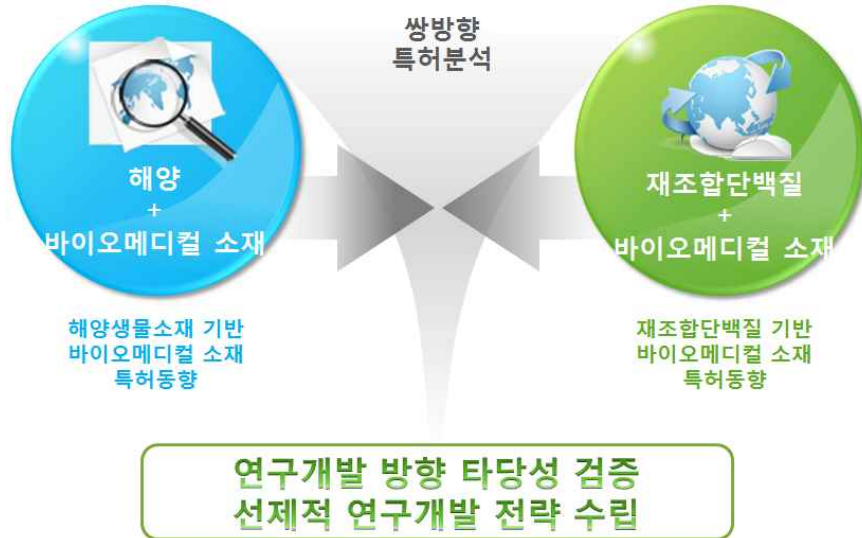 쌍방향
특허분석
해양
+
바이오메디컬 소재
재조합단백질
+
바이오메디컬 소재
해양생물소재 기반
바이오메디컬 소재
특허동향
재조합단백질 기반
바이오메디컬 소재
특허동향
연구개발 방향 타당성 검증
선제적 연구개발 전략 수립